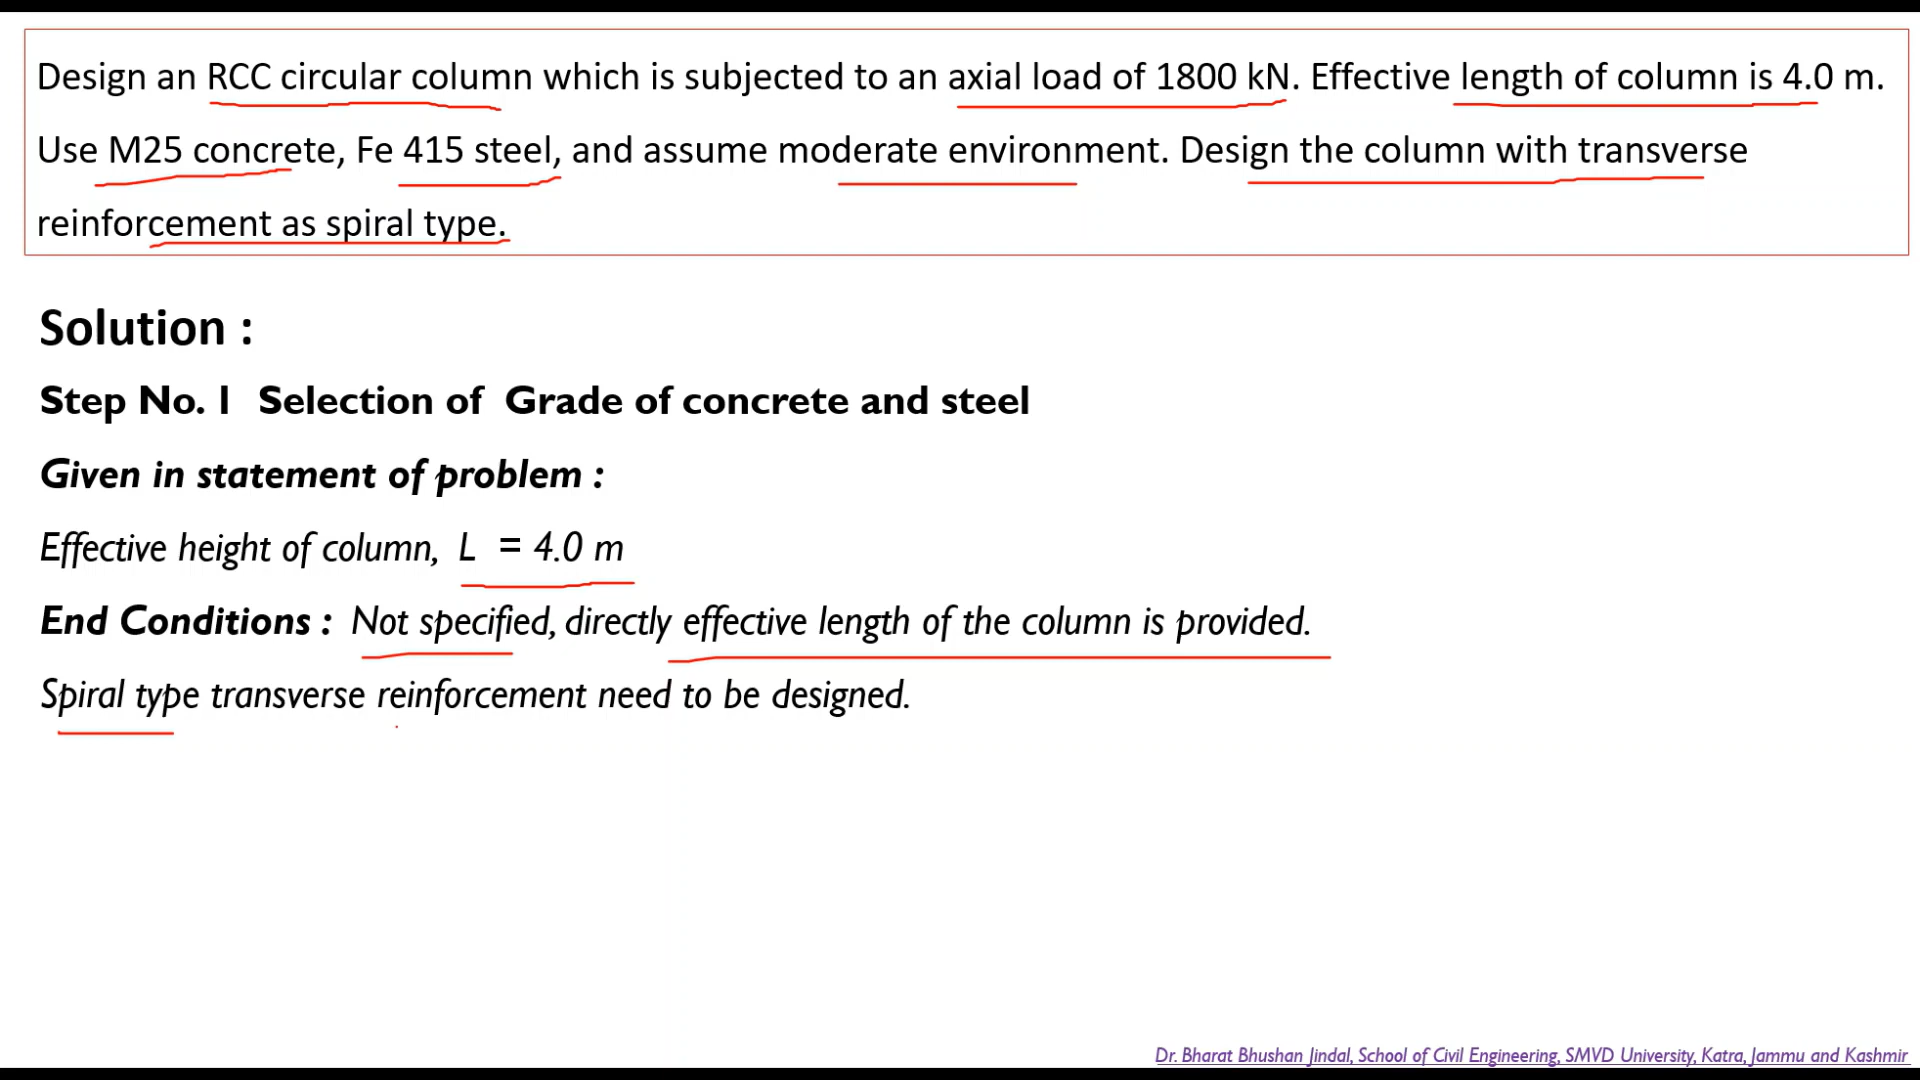 Design an RCC circular column which is subjected to an axial load of 1800 kN. Effective length of column is 4.0 m.
Use M25 concrete, Fe 415 steel, and assume moderate environment. Design the column with transverse
reinforcement as spiral type.
Solution :
Step No. 1 Selection of Grade of concrete and steel
Given in statement of problem :
Effective height of column, L = 4.0 m
End Conditions : Not specified, directly effective length of the column is provided.
Spiral type transverse reinforcement need to be designed.
Dr. Bharat Bhushan Jindal, School of Civil Engineering, SMVD University, Katra, Jammu and Kashmir